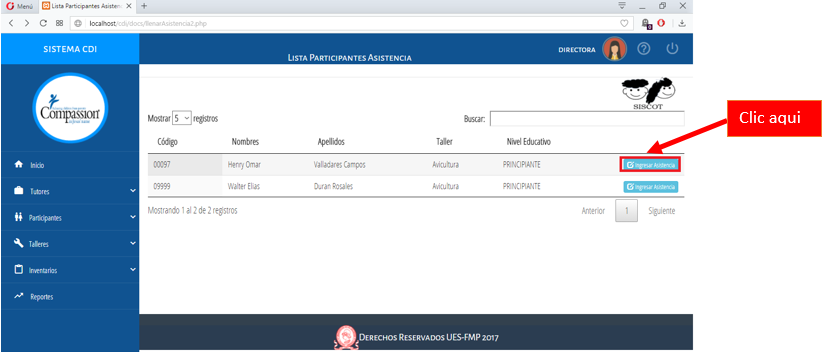 Menú
Lista Participantes Asistenc
localhost/cdi/docs/llenarAsistencia2.php
SISTEMA CDI
LISTA PARTICIPANTES ASISTENCIA
DIRECTORA
Compassion
SISCOT
Mostrar 5 registros
Buscar:
Código Nombres Apellidos Taller Nivel Educativo
00097 Henry Omar Valladares Campos Avicultura PRINCIPIANTE Ingresar Asistencia
09999 Walter Elías Duran Rosales Avicultura PRINCIPIANTE Ingresar Asistencia
Mostrando 1 al 2 de 2 registros
Anterior 1 Siguiente
Clic aqui
Inicio
Tutores
Participantes
Talleres
Inventarios
Reportes
DERECHOS RESERVADOS UES-FMP 2017